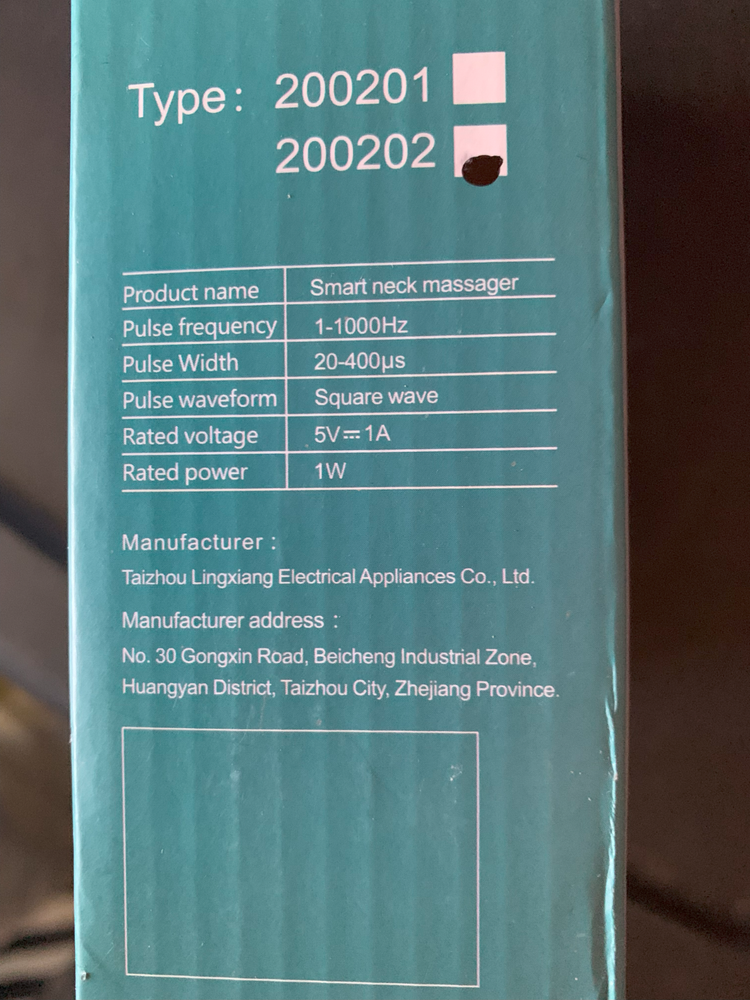 Type: 200201
200202
Product name Smart neck massager
Pulse frequency 1-1000Hz
Pulse Width 20-400μs
Pulse waveform Square wave
Rated voltage 5V⎓1A
Rated power 1W
Manufacturer :
Taizhou Lingxiang Electrical Appliances Co., Ltd.
Manufacturer address :
No. 30 Gongxin Road, Beicheng Industrial Zone,
Huangyan District, Taizhou City, Zhejiang Province.